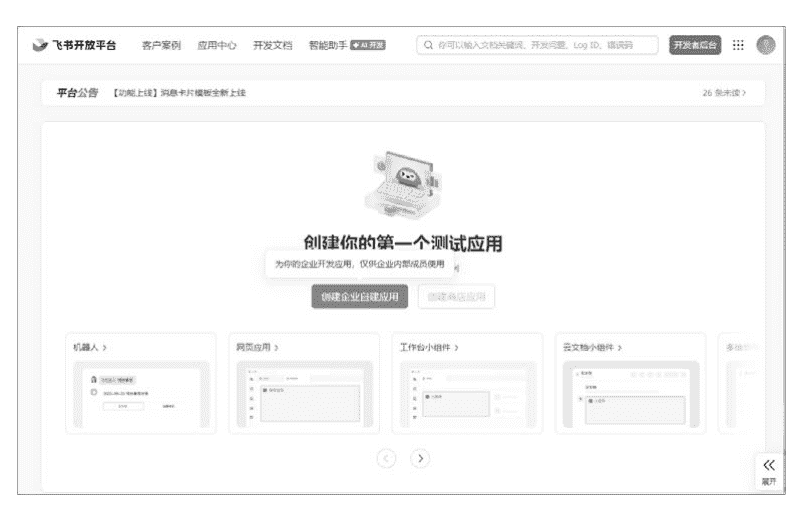 飞书开放平台
客户案例 应用中心 开发文档 智能助手 AI 开发
你可以输入文档关键词、开发问题、Log ID、错误码
开发者后台
平台公告 【功能上线】消息卡片模板全新上线
26 条未读 >
创建你的第一个测试应用
为你的企业开发应用，仅供企业内部成员使用
创建企业自建应用 创建商店应用
机器人 > 网页应用 > 工作台小组件 > 云文档小组件 >
展开